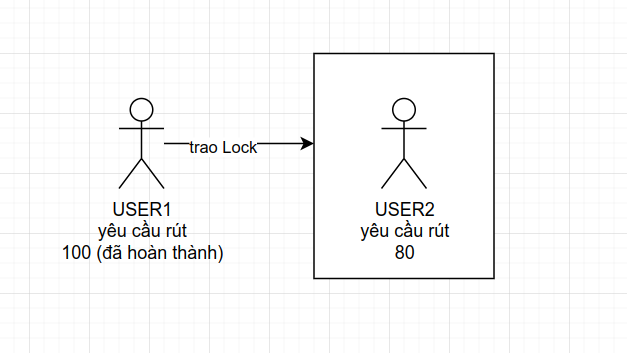 trao Lock
USER1
yêu cầu rút
100 (đã hoàn thành)
USER2
yêu cầu rút
80